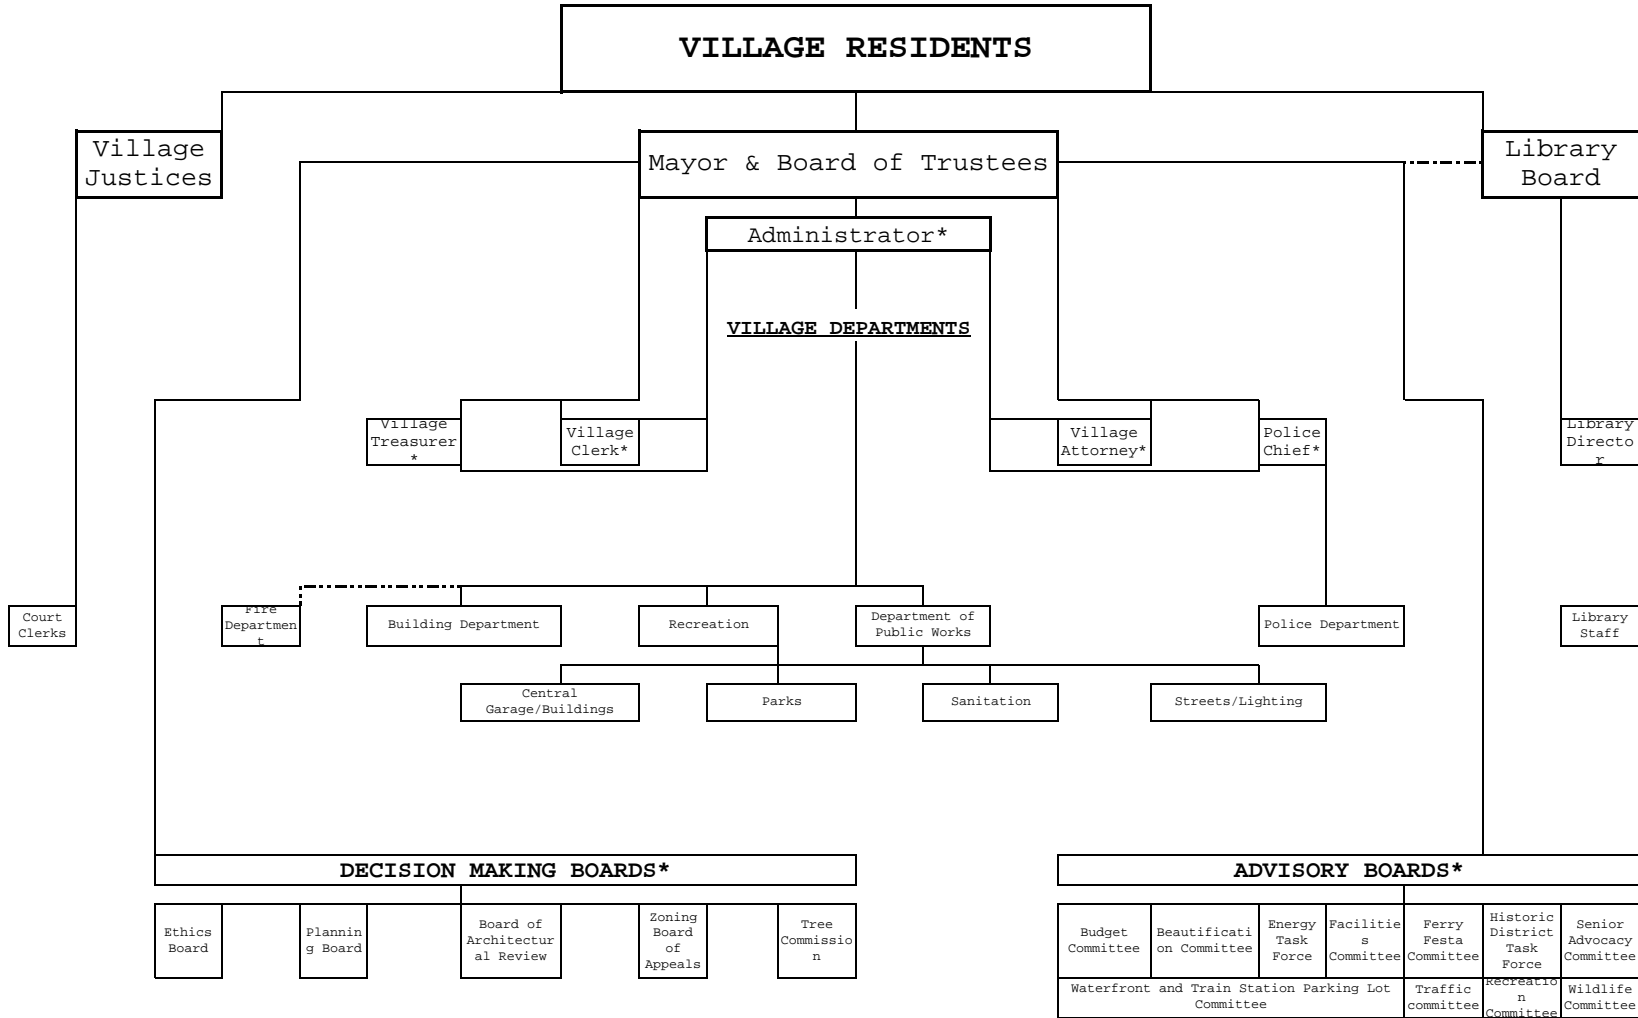 VILLAGE RESIDENTS
Village
Justices
Mayor & Board of Trustees
Library
Board
Administrator*
VILLAGE DEPARTMENTS
Village
Treasurer
*
Village
Clerk*
Village
Attorney*
Police
Chief*
Library
Directo
r
Court
Clerks
Fire
Departmen
t
Building Department
Recreation
Department of
Public Works
Police Department
Library
Staff
Central
Garage/Buildings
Parks
Sanitation
Streets/Lighting
DECISION MAKING BOARDS*
ADVISORY BOARDS*
Ethics
Board
Plannin
g Board
Board of
Architectur
al Review
Zoning
Board
of
Appeals
Tree
Commissio
n
Budget
Committee
Beautificati
on Committee
Energy
Task
Force
Facilitie
s
Committee
Ferry
Festa
Committee
Historic
District
Task
Force
Senior
Advocacy
Committee
Waterfront and Train Station Parking Lot
Committee
Traffic
committee
Recreatio
n
Committee
Wildlife
Committee